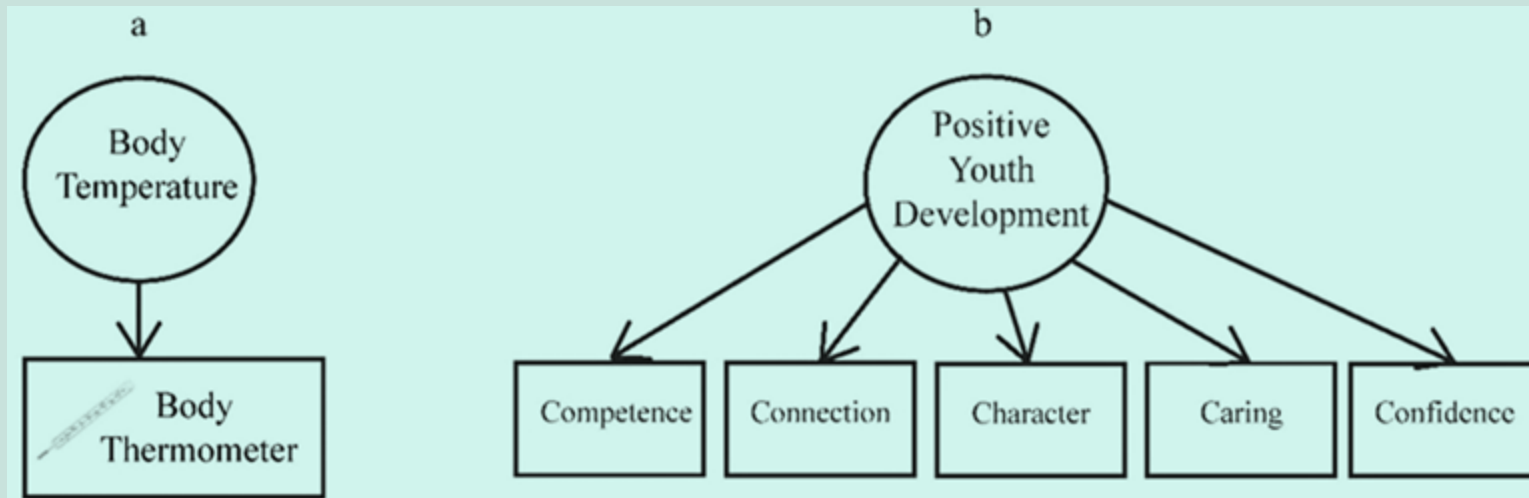 a
b
Body
Temperature
Positive
Youth
Development
Body
Thermometer
Competence
Connection
Character
Caring
Confidence